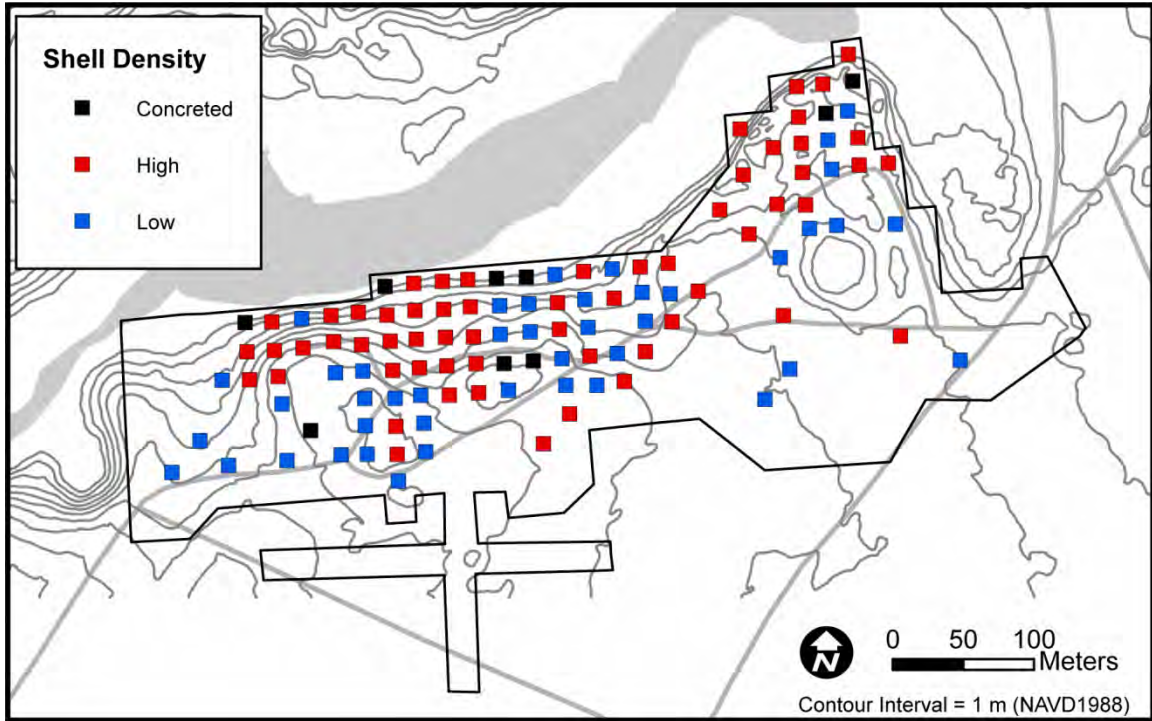 Shell Density
Concreted
High
Low
N
0 50 100
Meters
Contour Interval = 1 m (NAVD1988)